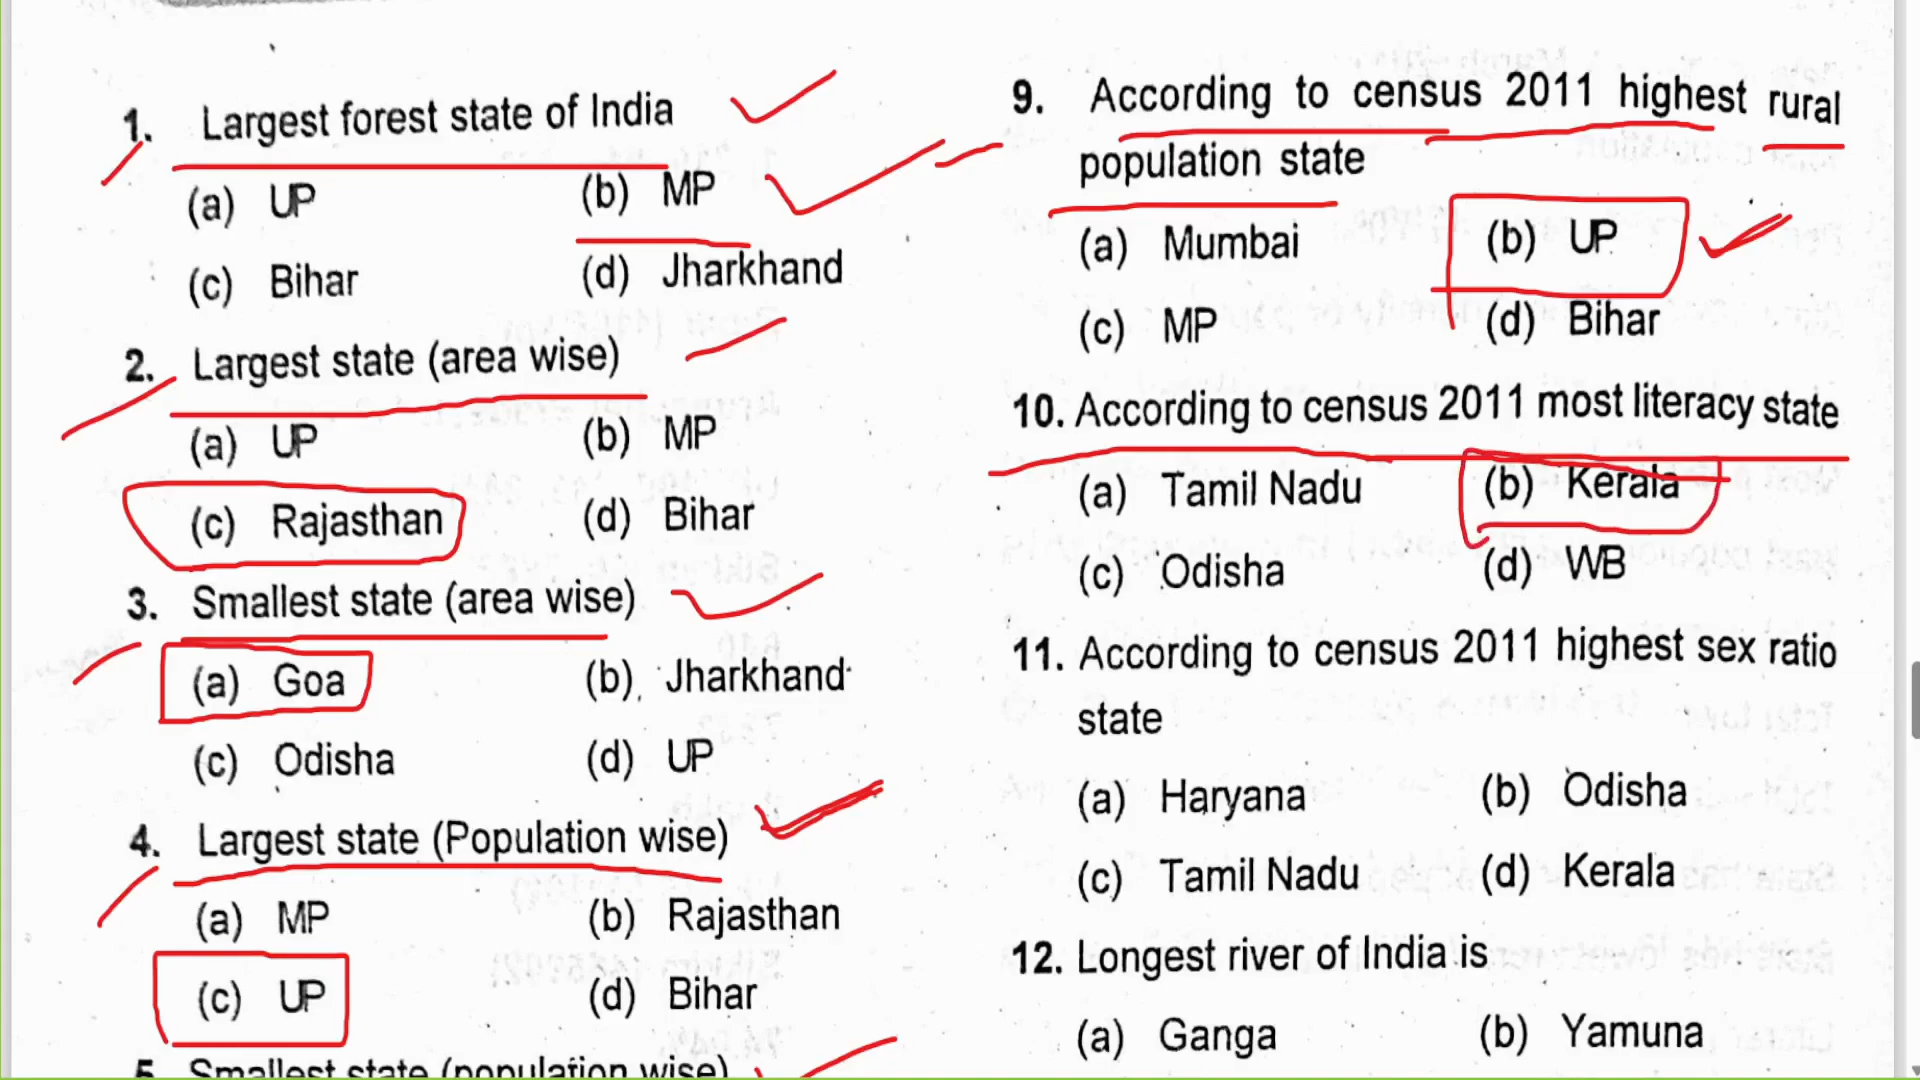 1. Largest forest state of India
(a) UP (b) MP
(c) Bihar (d) Jharkhand
2. Largest state (area wise)
(a) UP (b) MP
(c) Rajasthan (d) Bihar
3. Smallest state (area wise)
(a) Goa (b) Jharkhand
(c) Odisha (d) UP
4. Largest state (Population wise)
(a) MP (b) Rajasthan
(c) UP (d) Bihar
5. Smallest state (population wise)
9. According to census 2011 highest rural
population state
(a) Mumbai (b) UP
(c) MP (d) Bihar
10. According to census 2011 most literacy state
(a) Tamil Nadu (b) Kerala
(c) Odisha (d) WB
11. According to census 2011 highest sex ratio
state
(a) Haryana (b) Odisha
(c) Tamil Nadu (d) Kerala
12. Longest river of India is
(a) Ganga (b) Yamuna